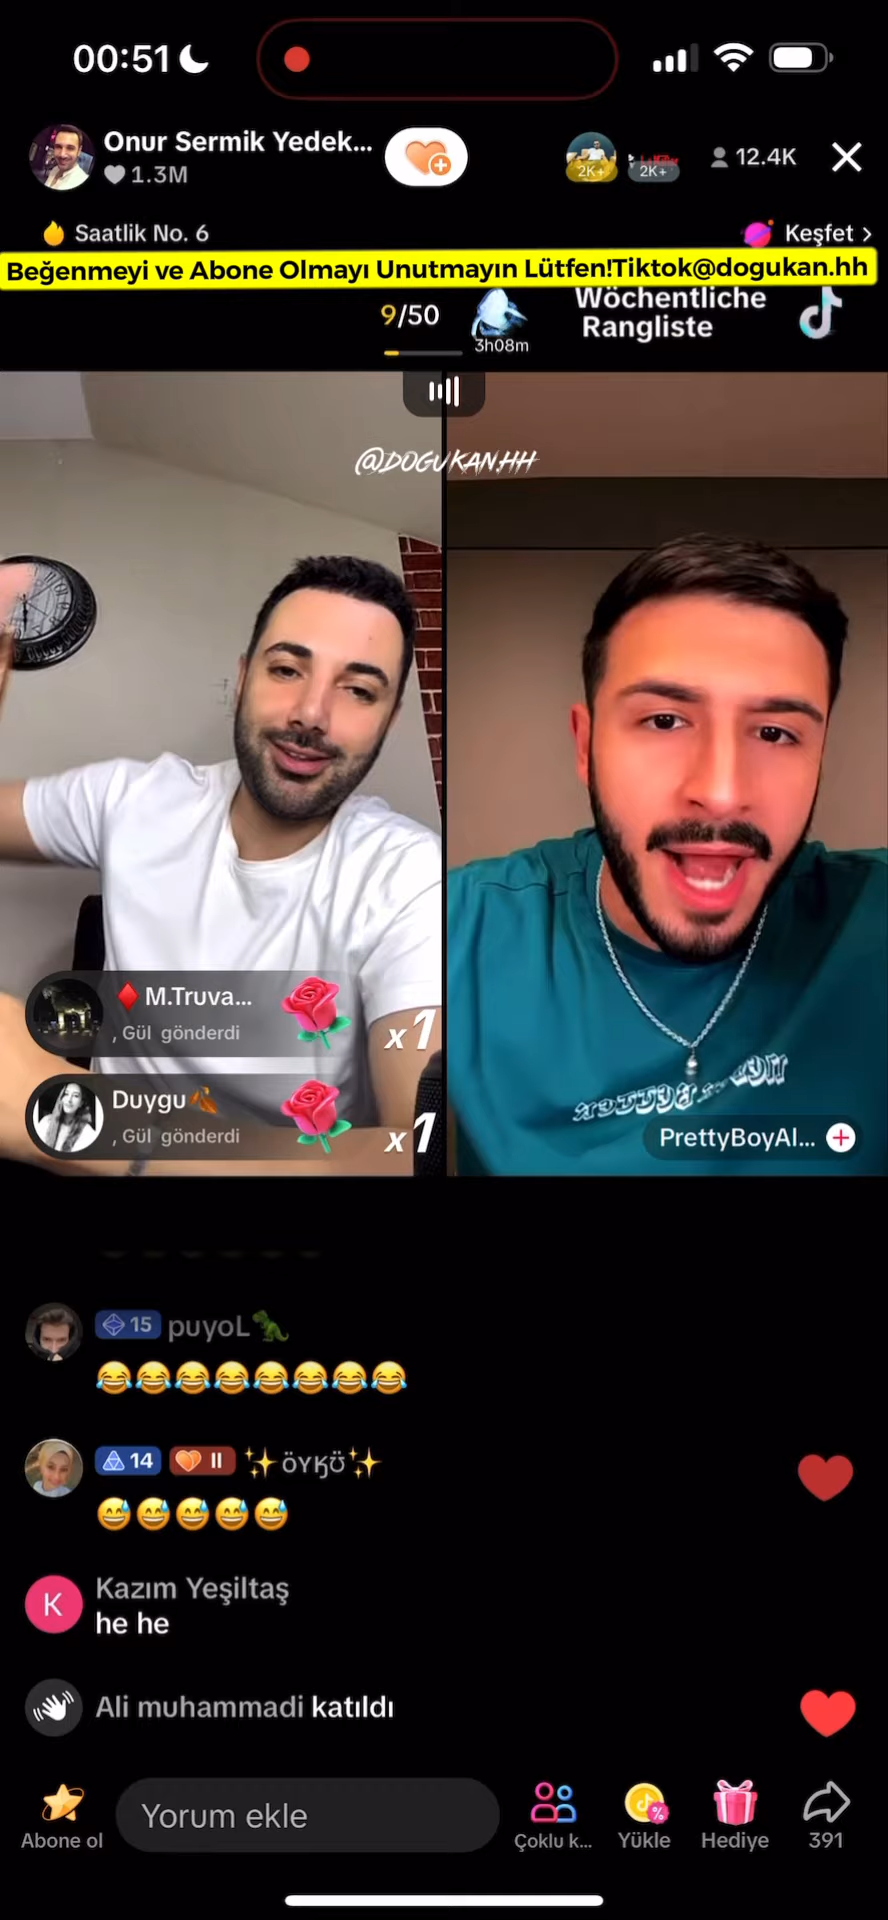 00:51
Onur Sermik Yedek...
1.3M
2K+
2K+
12.4K
Saatlik No. 6
Keşfet >
Beğenmeyi ve Abone Olmayı Unutmayın Lütfen!Tiktok@dogukan.hh
9/50
3h08m
Wöchentliche
Rangliste
@DOGUKAN.HH
M.Truva...
, Gül gönderdi
x1
Duygu
, Gül gönderdi
x1
PrettyBoyAl...
15 puyoL
14 II öʏӄӱ
K
Kazım Yeşiltaş
he he
Ali muhammadi katıldı
Abone ol
Yorum ekle
Çoklu k...
Yükle
Hediye
391